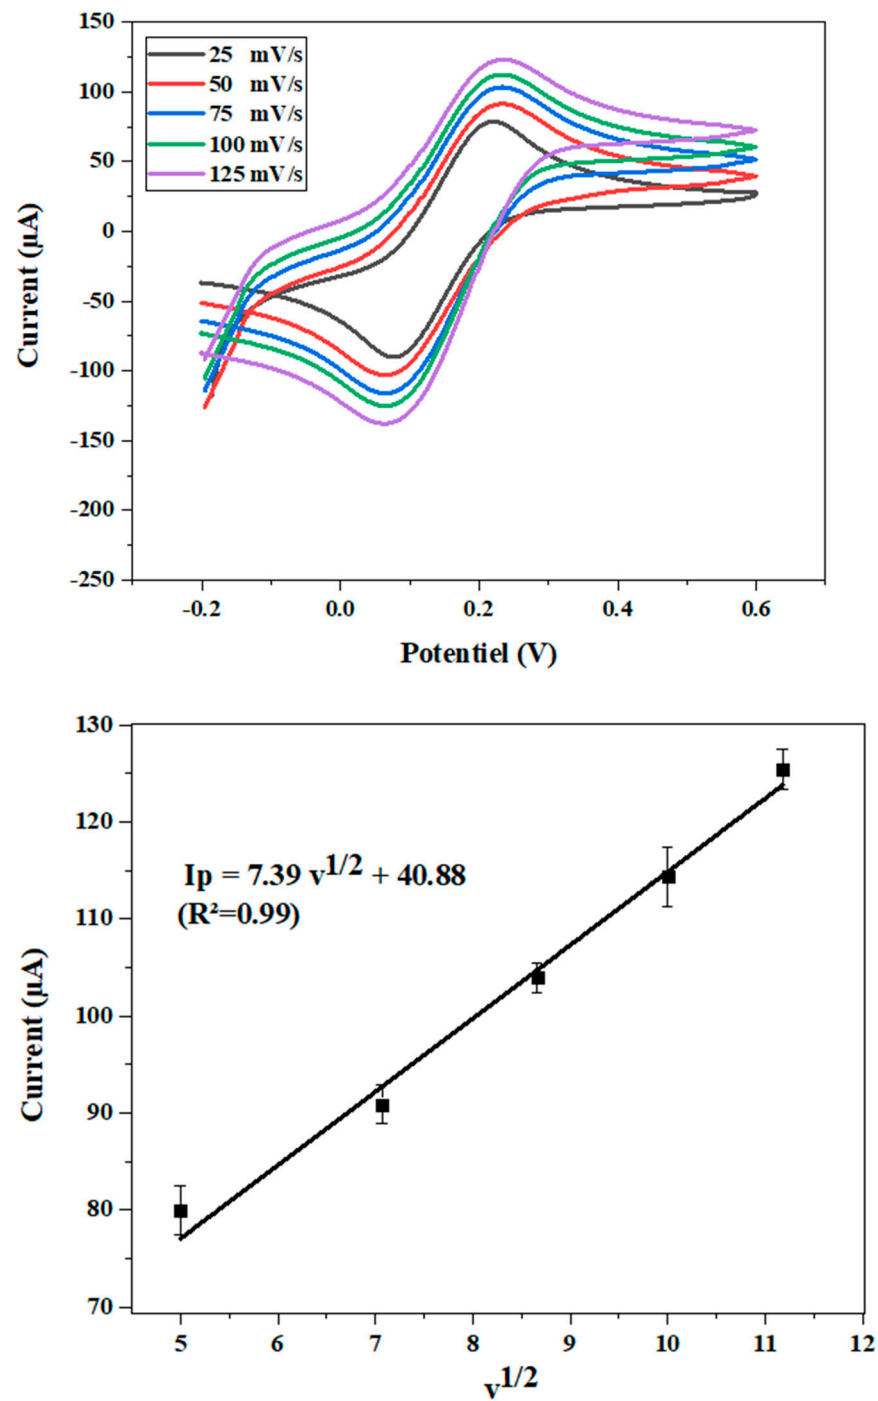 150
100
50
0
-50
-100
-150
-200
-250
25 mV/s
50 mV/s
75 mV/s
100 mV/s
125 mV/s
Current (µA)
-0.2 0.0 0.2 0.4 0.6
Potentiel (V)
130
120
110
100
90
80
70
Ip = 7.39 v^1/2 + 40.88
(R²=0.99)
Current (µA)
5 6 7 8 9 10 11 12
v^1/2